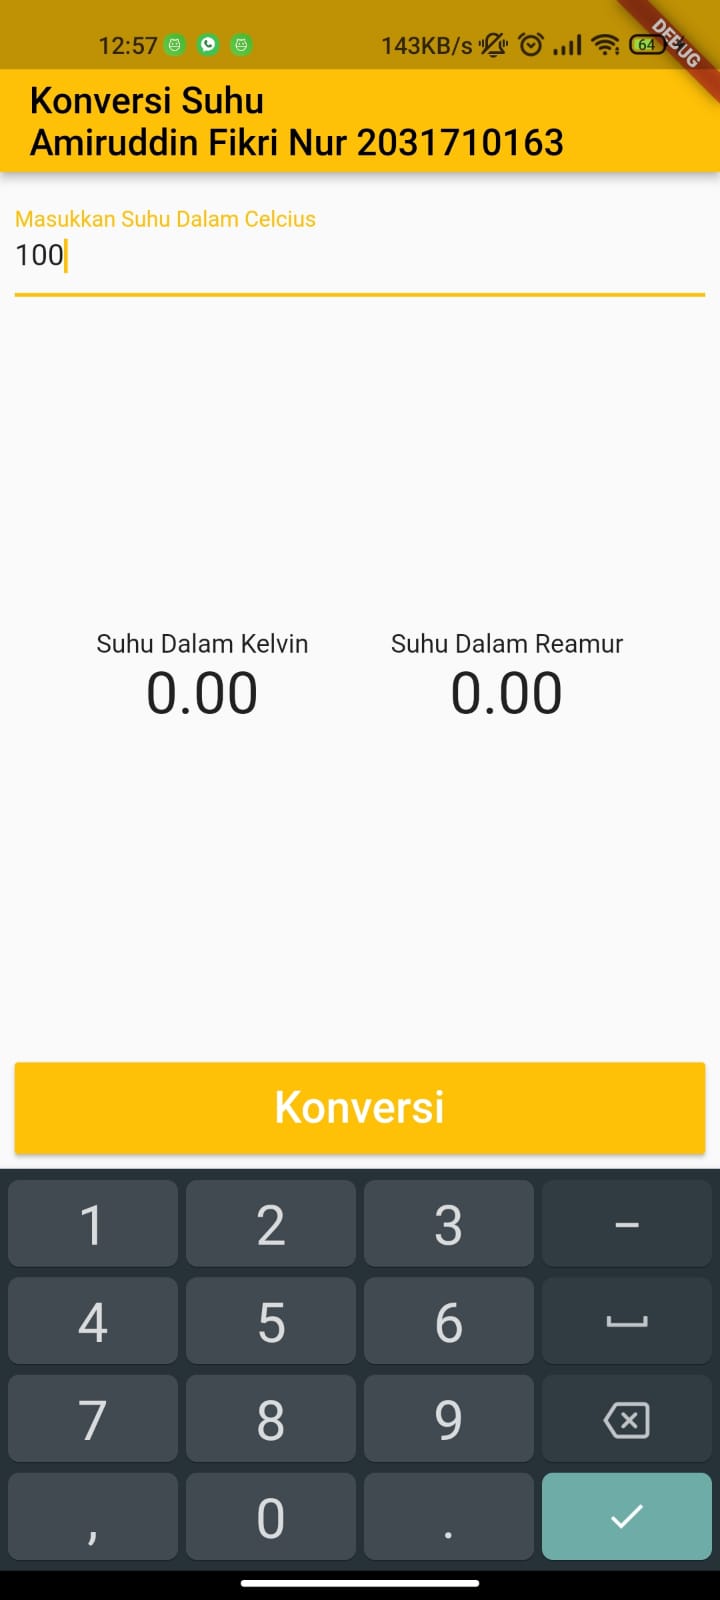 12:57
143KB/s
64
DEBUG
Konversi Suhu
Amiruddin Fikri Nur 2031710163
Masukkan Suhu Dalam Celcius
100
Suhu Dalam Kelvin
0.00
Suhu Dalam Reamur
0.00
Konversi
1 2 3 –
4 5 6
7 8 9
, 0 .